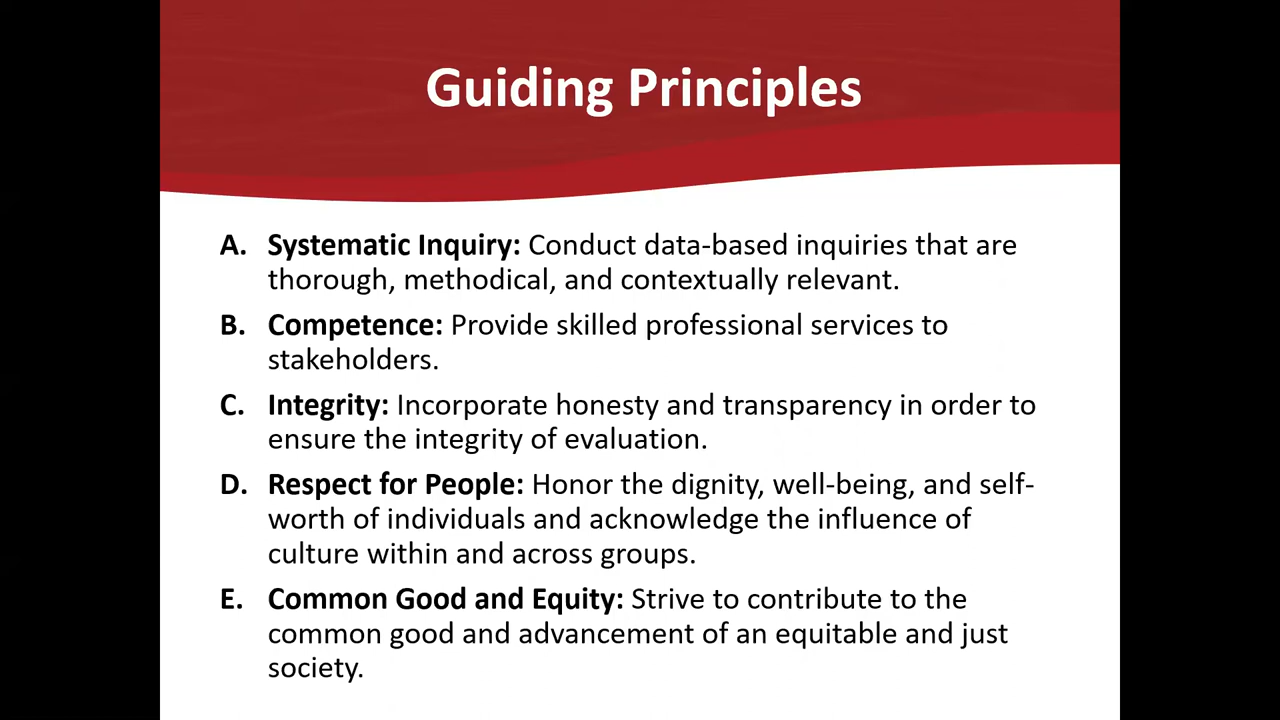 Guiding Principles
A. Systematic Inquiry: Conduct data-based inquiries that are
thorough, methodical, and contextually relevant.
B. Competence: Provide skilled professional services to
stakeholders.
C. Integrity: Incorporate honesty and transparency in order to
ensure the integrity of evaluation.
D. Respect for People: Honor the dignity, well-being, and self-
worth of individuals and acknowledge the influence of
culture within and across groups.
E. Common Good and Equity: Strive to contribute to the
common good and advancement of an equitable and just
society.